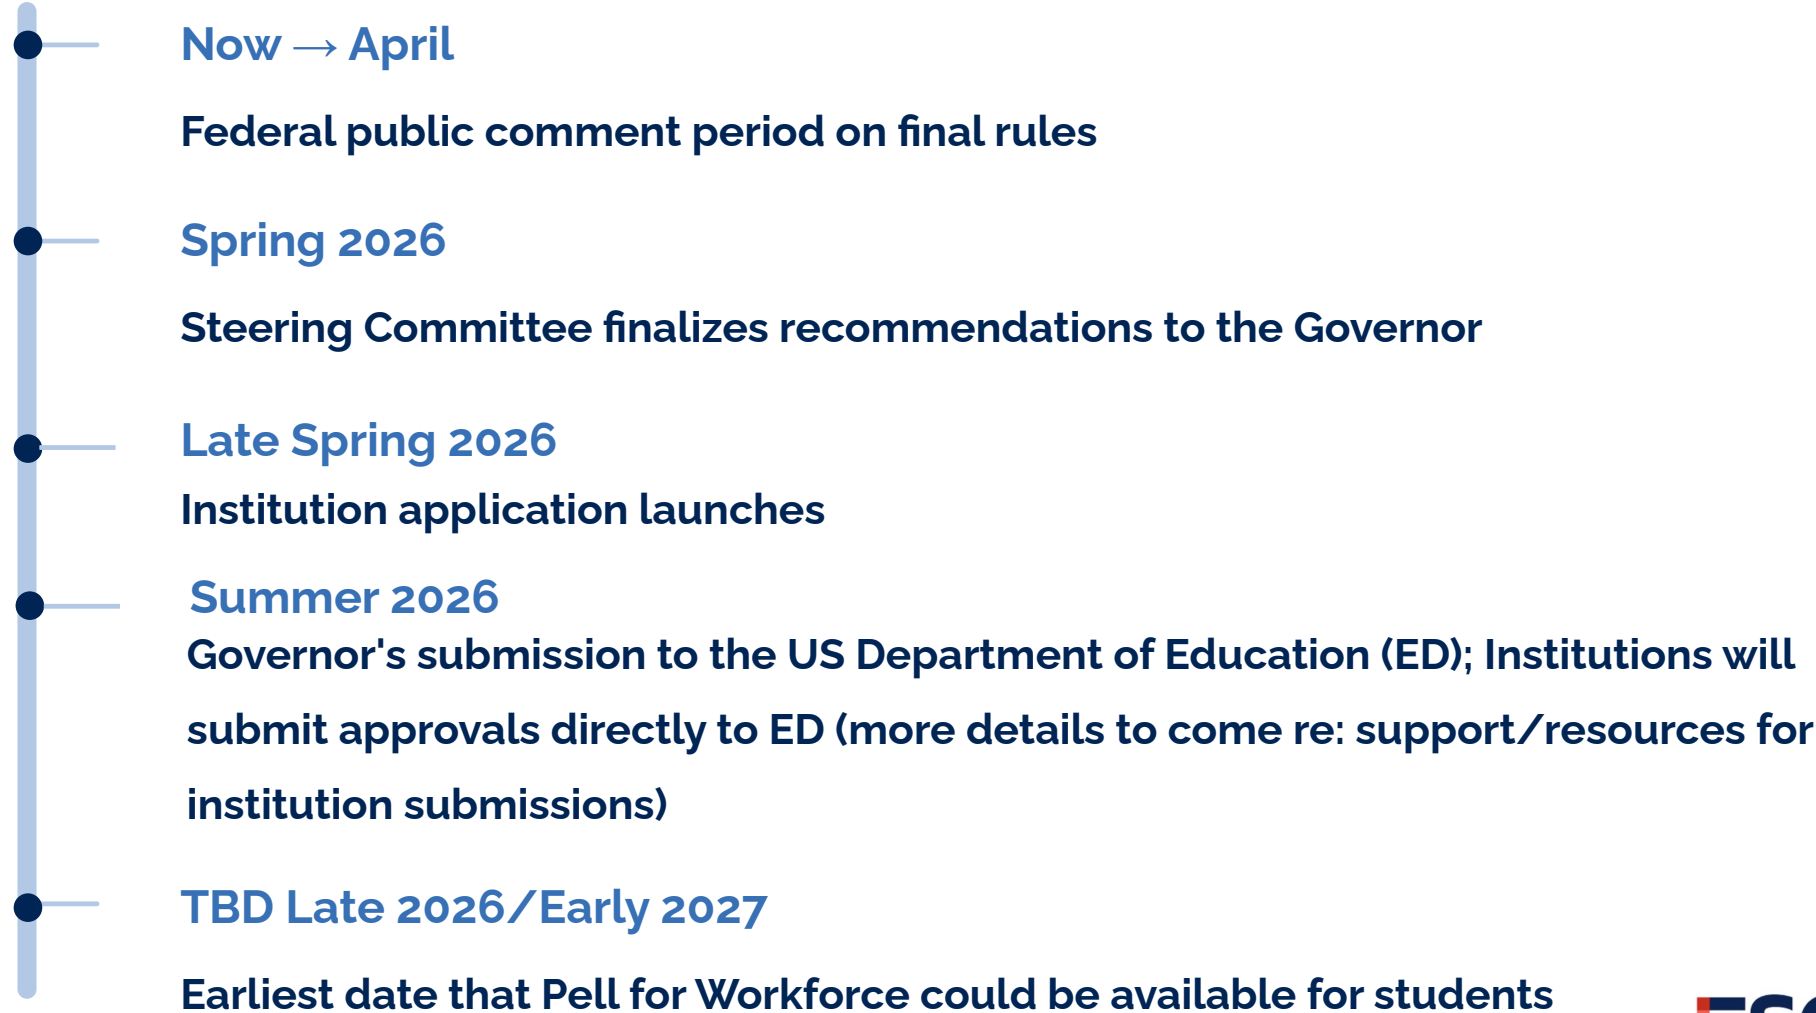 Now → April
Federal public comment period on final rules
Spring 2026
Steering Committee finalizes recommendations to the Governor
Late Spring 2026
Institution application launches
Summer 2026
Governor's submission to the US Department of Education (ED); Institutions will
submit approvals directly to ED (more details to come re: support/resources for
institution submissions)
TBD Late 2026/Early 2027
Earliest date that Pell for Workforce could be available for students